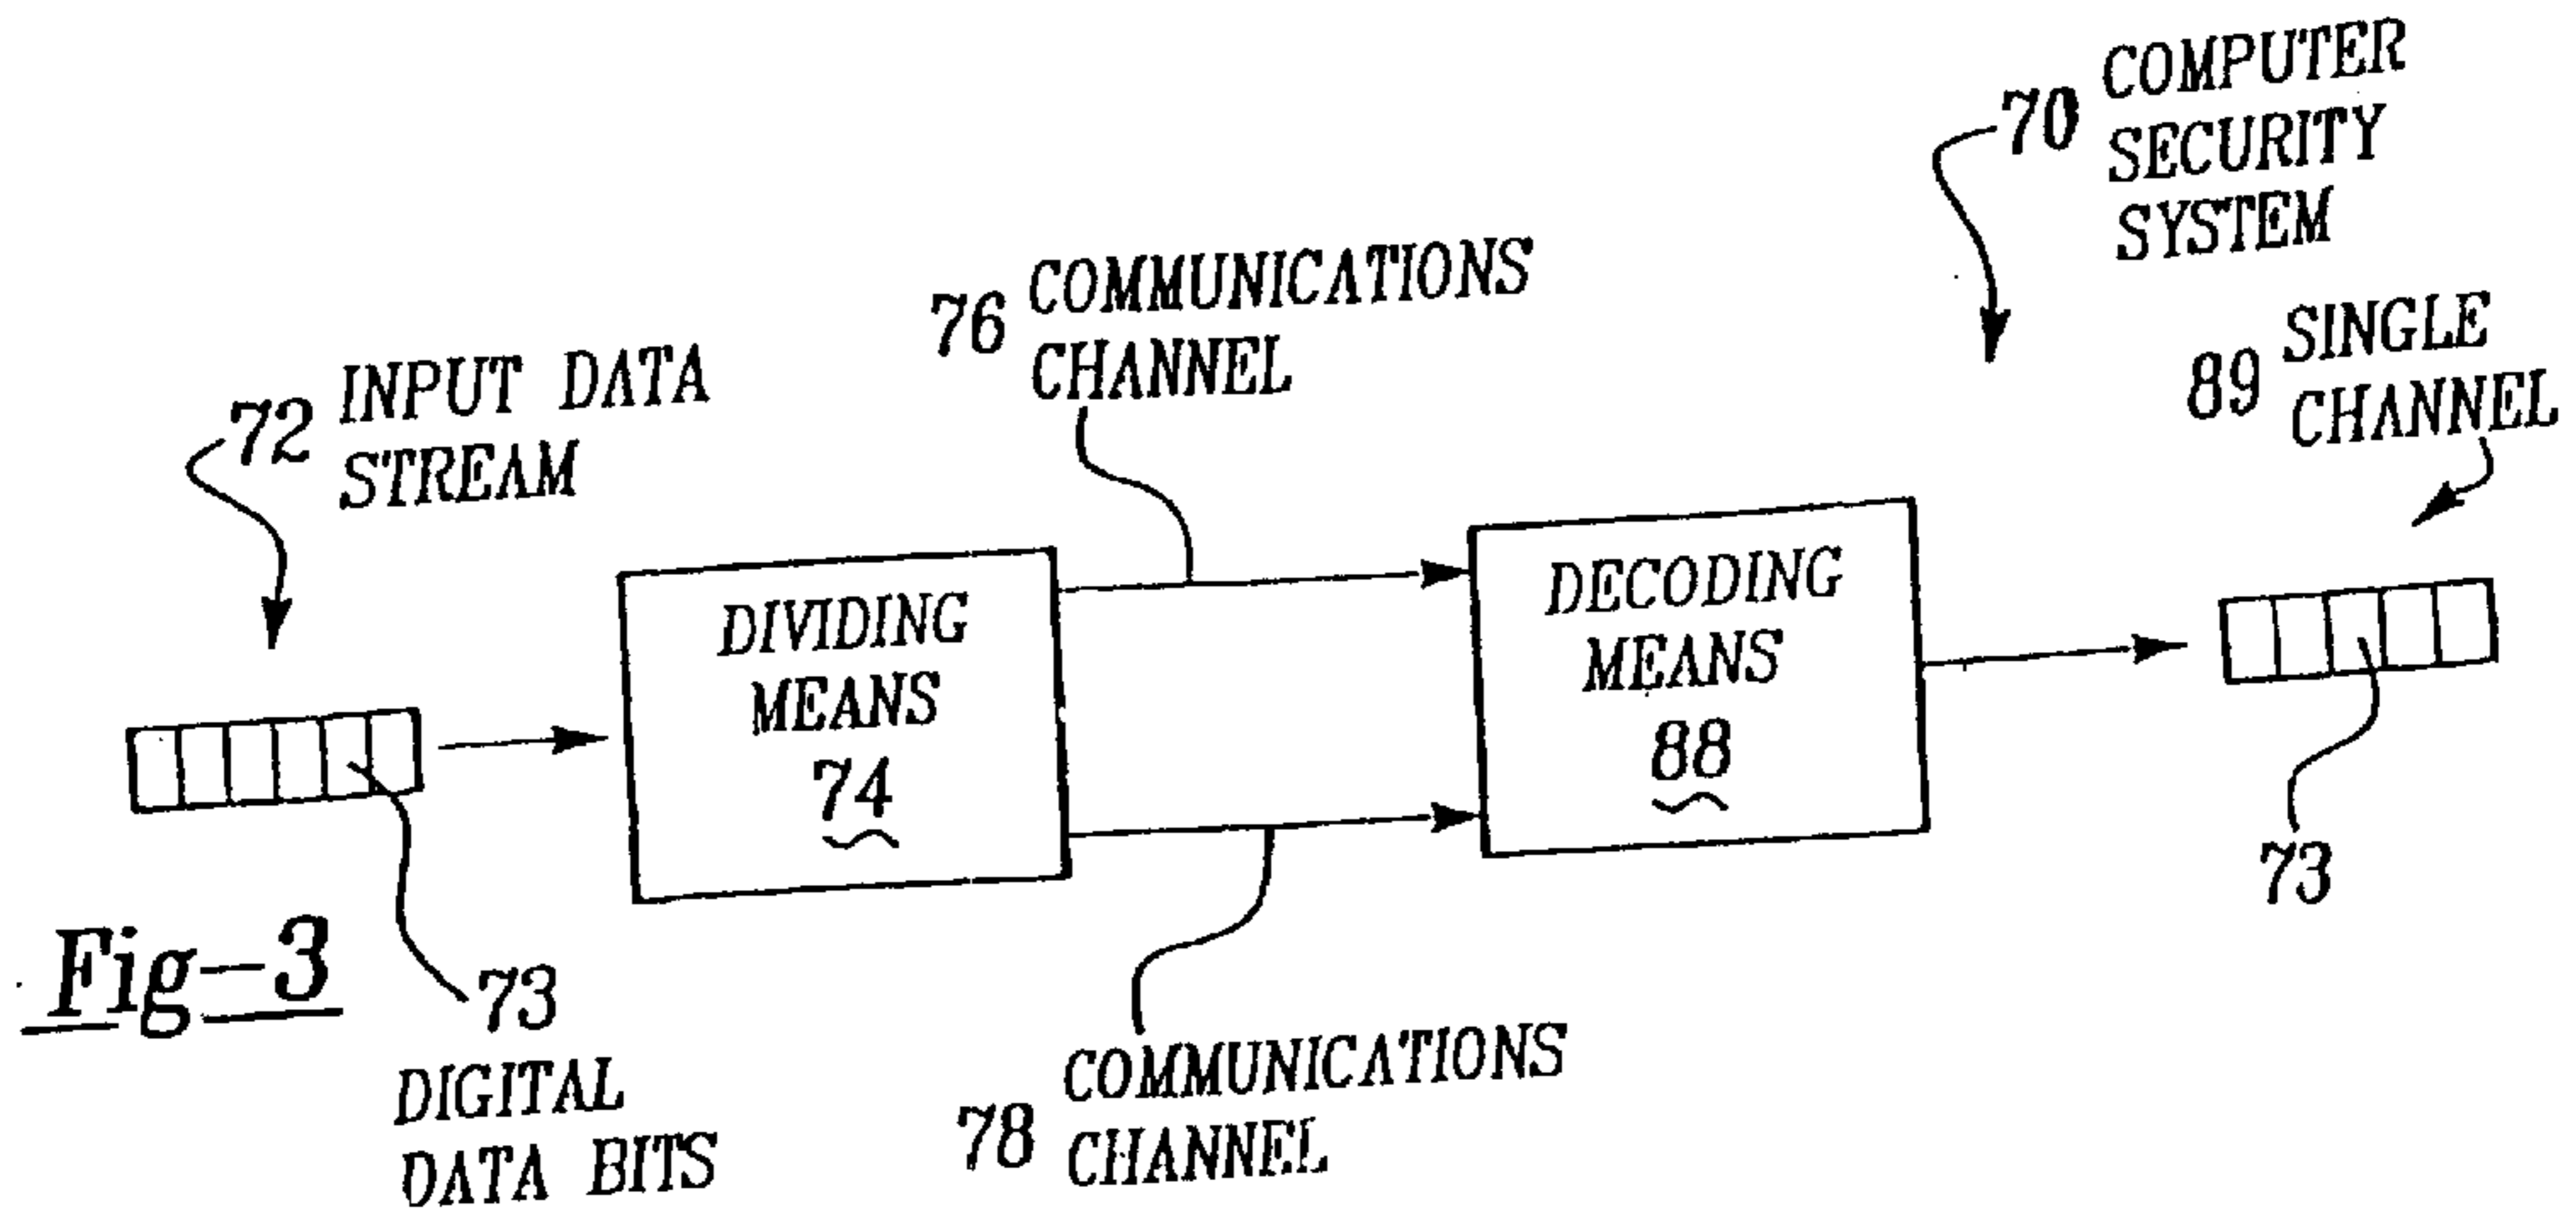 70 COMPUTER
SECURITY
SYSTEM
76 COMMUNICATIONS
CHANNEL
89 SINGLE
CHANNEL
72 INPUT DATA
STREAM
DIVIDING
MEANS
74
DECODING
MEANS
88
73
Fig-3
73
DIGITAL
DATA BITS
78 COMMUNICATIONS
CHANNEL